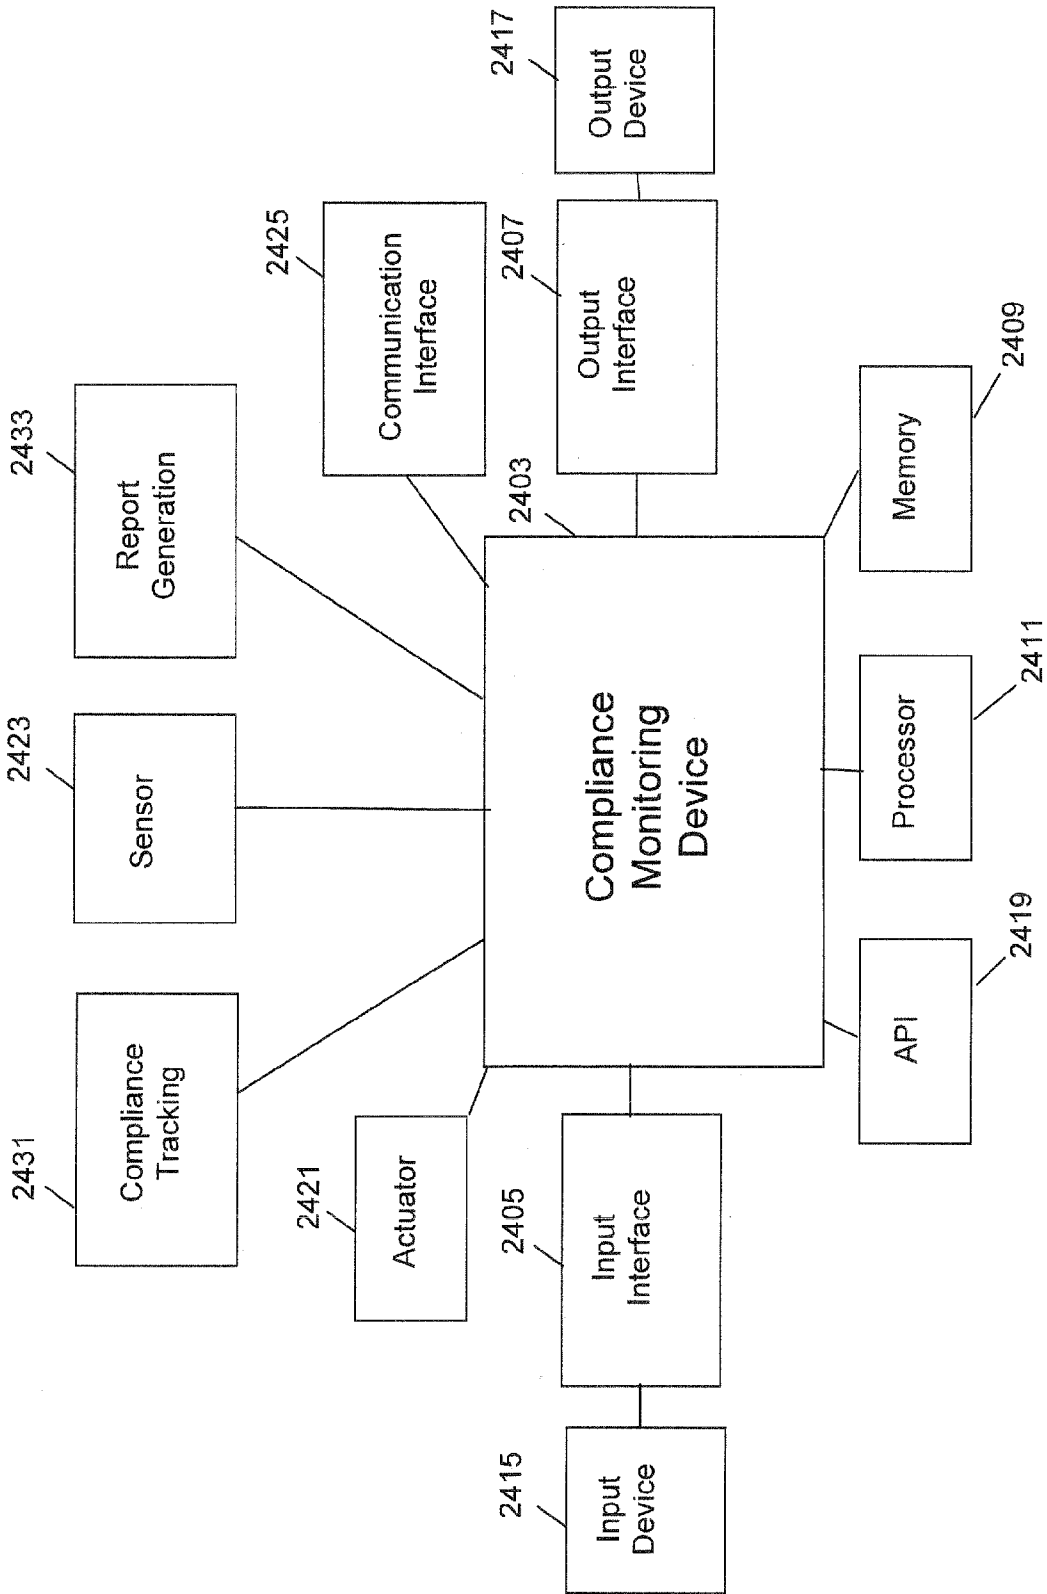 2431
Compliance
Tracking
2423
Sensor
2433
Report
Generation
2421
Actuator
2425
Communication
Interface
2415
Input
Device
2405
Input
Interface
2403
Compliance
Monitoring
Device
2407
Output
Interface
2417
Output
Device
API
2419
Processor
2411
Memory
2409